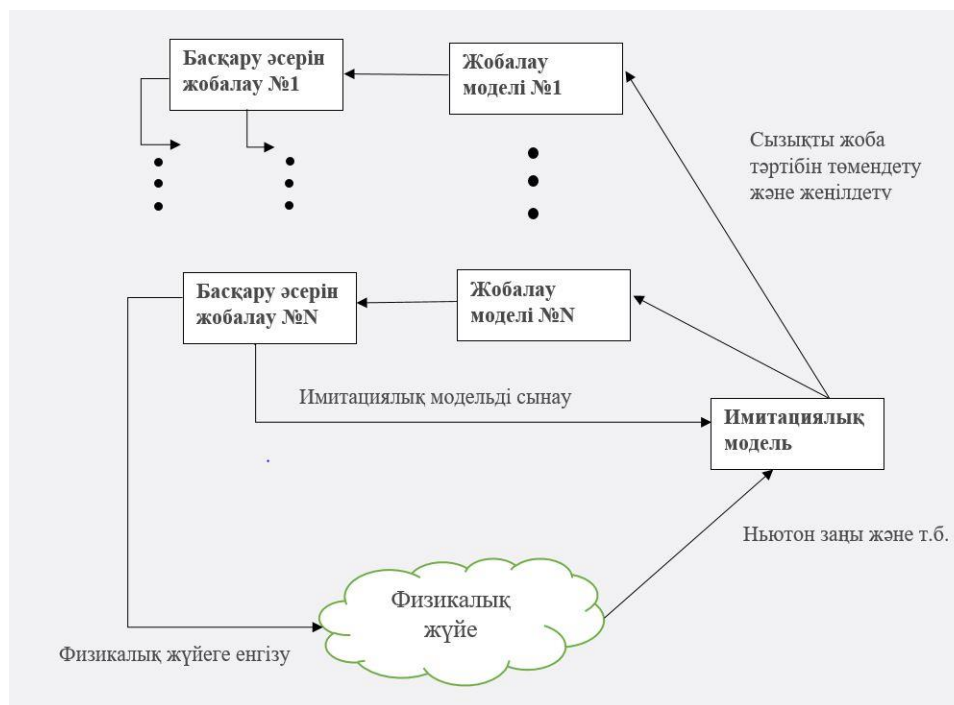 Басқару әсерін
жобалау №1
Жобалау
моделі №1
Сызықты жоба
тәртібін төмендету
және жеңілдету
Басқару әсерін
жобалау №N
Жобалау
моделі №N
Имитациялық модельді сынау
Имитациялық
модель
Ньютон заңы және т.б.
Физикалық
жүйе
Физикалық жүйеге енгізу